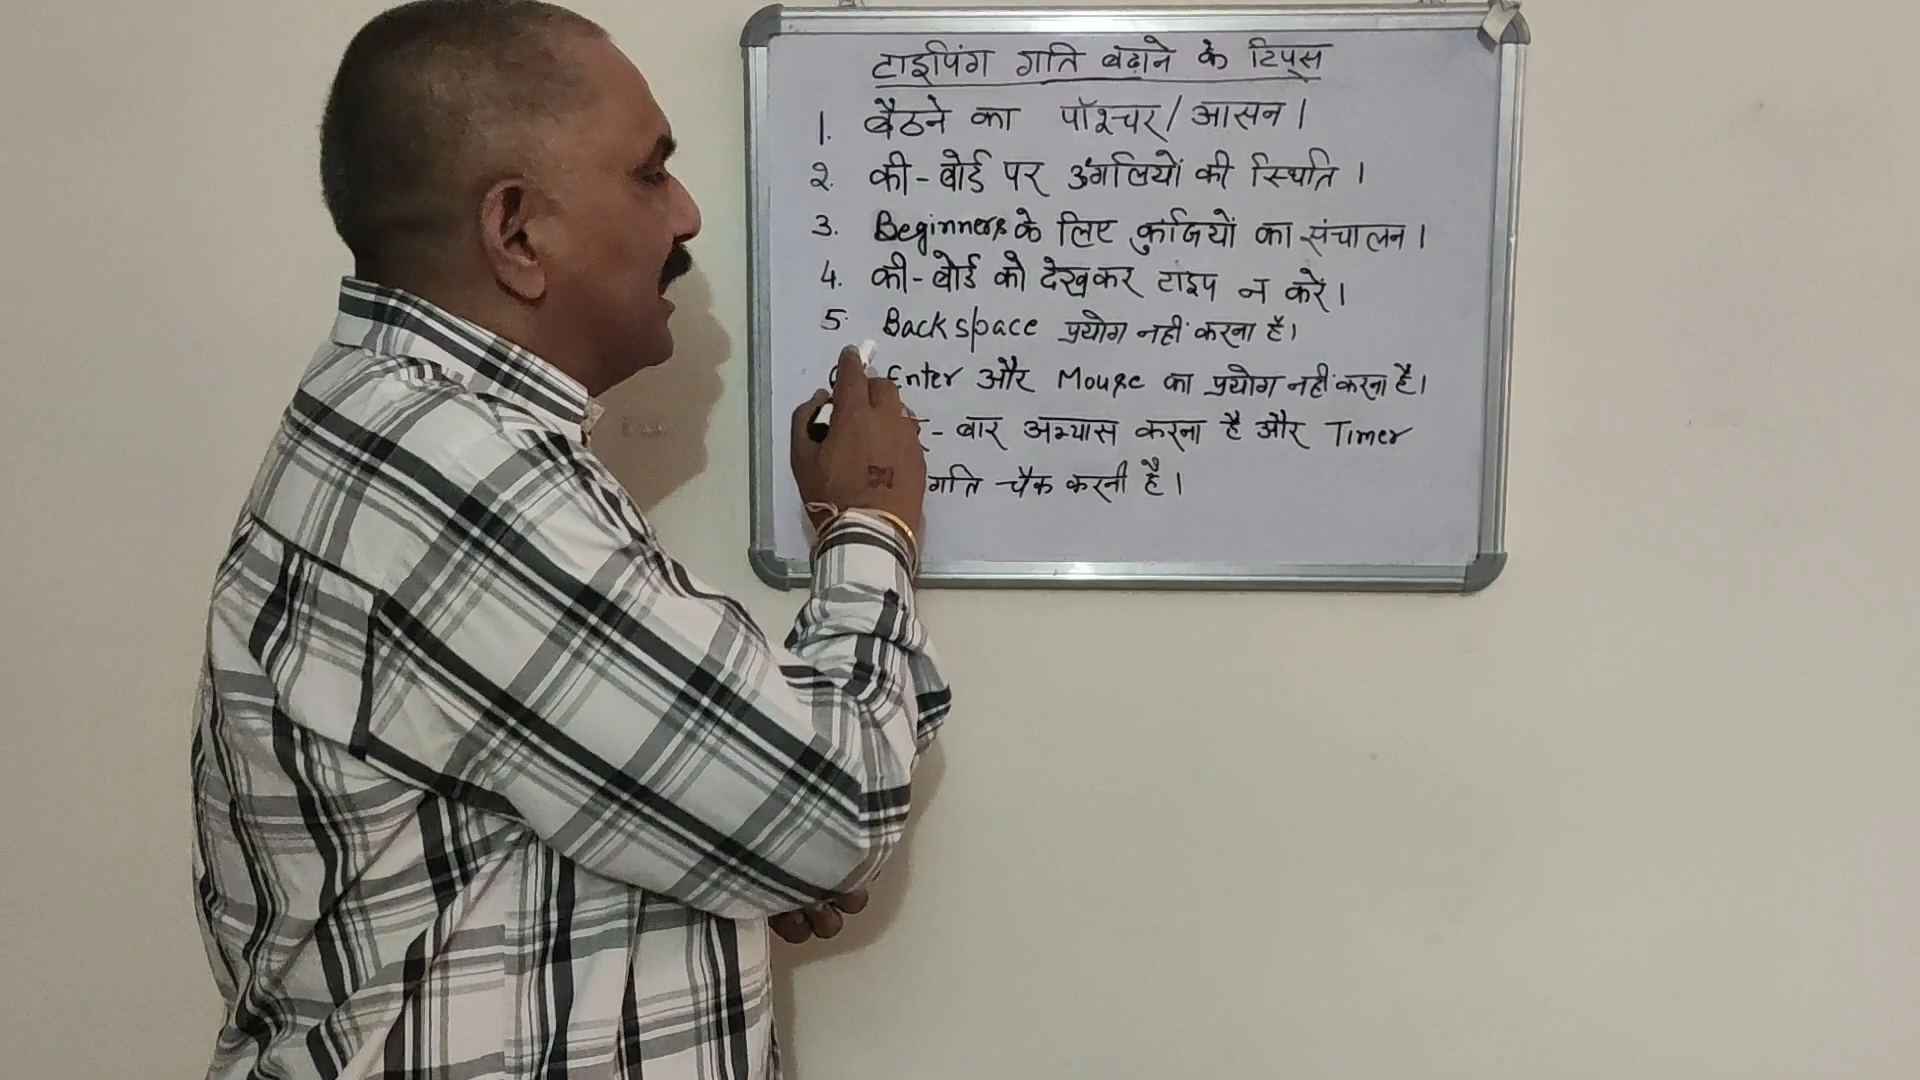 टाइपिंग गति बढ़ाने के टिप्स
1. बैठने का पॉश्चर / आसन ।
2. की-बोर्ड पर उंगलियों की स्थिति ।
3. Beginners के लिए कुंजियों का संचालन ।
4. की-बोर्ड को देखकर टाइप न करें ।
5. Backspace प्रयोग नहीं करना है ।
Enter और Mouse का प्रयोग नहीं करना है ।
- बार अभ्यास करना है और Timer
गति चैक करनी है ।